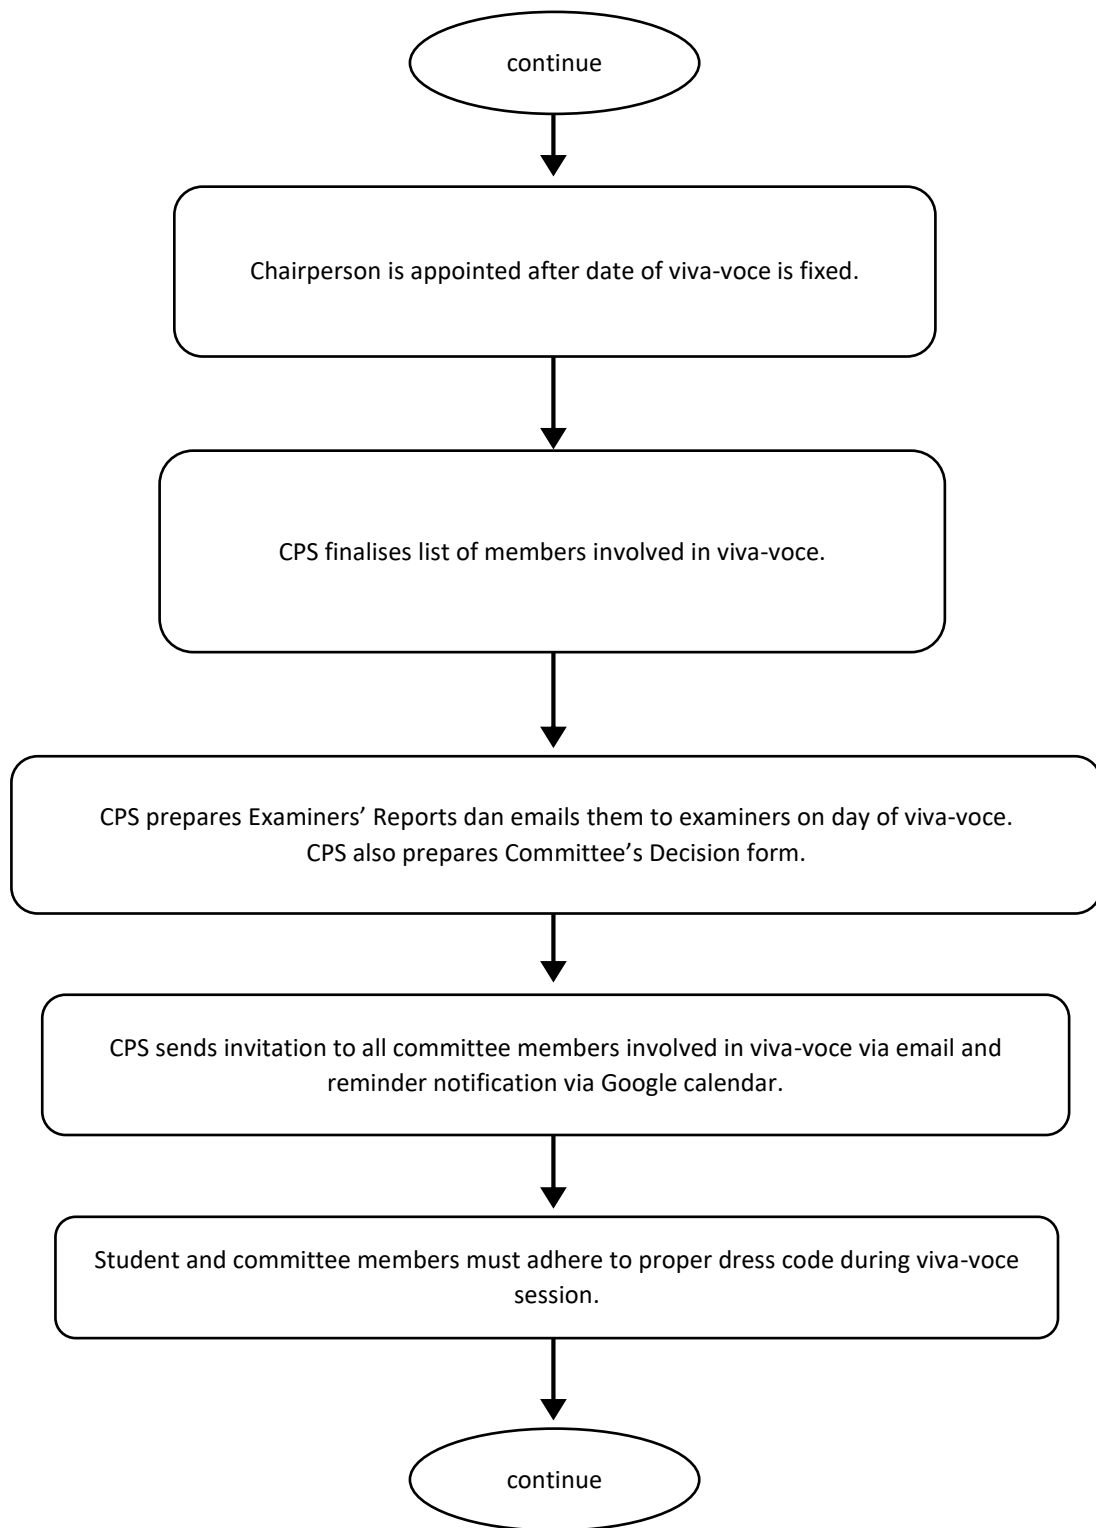 continue
Chairperson is appointed after date of viva-voce is fixed.
CPS finalises list of members involved in viva-voce.
CPS prepares Examiners’ Reports dan emails them to examiners on day of viva-voce.
CPS also prepares Committee’s Decision form.
CPS sends invitation to all committee members involved in viva-voce via email and
reminder notification via Google calendar.
Student and committee members must adhere to proper dress code during viva-voce
session.
continue